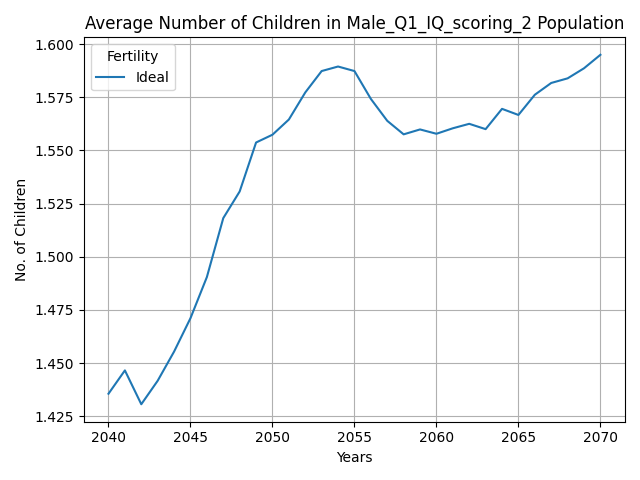 Average Number of Children in Male_Q1_IQ_scoring_2 Population
Fertility
Ideal
No. of Children
1.600
1.575
1.550
1.525
1.500
1.475
1.450
1.425
2040 2045 2050 2055 2060 2065 2070
Years